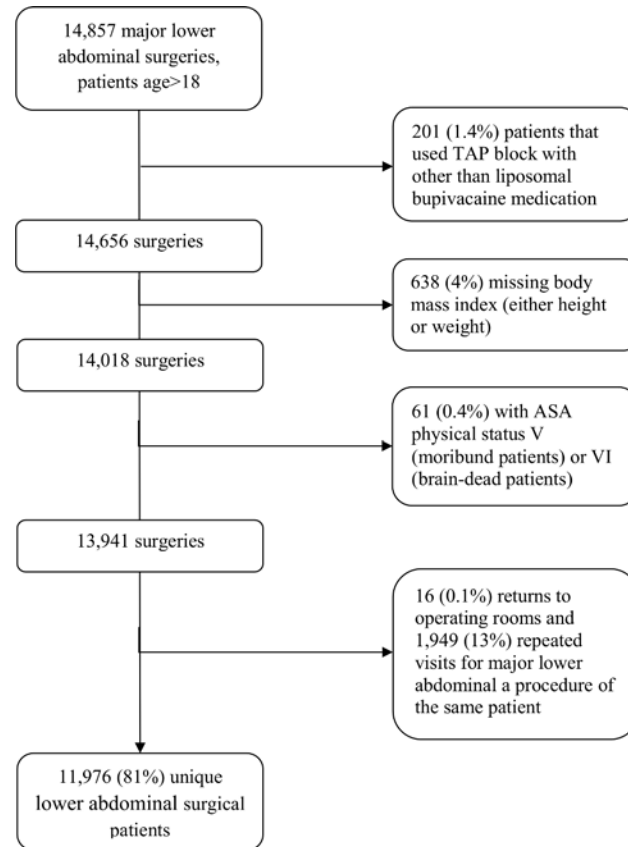 14,857 major lower
abdominal surgeries,
patients age>18
201 (1.4%) patients that
used TAP block with
other than liposomal
bupivacaine medication
14,656 surgeries
638 (4%) missing body
mass index (either height
or weight)
14,018 surgeries
61 (0.4%) with ASA
physical status V
(moribund patients) or VI
(brain-dead patients)
13,941 surgeries
16 (0.1%) returns to
operating rooms and
1,949 (13%) repeated
visits for major lower
abdominal a procedure of
the same patient
11,976 (81%) unique
lower abdominal surgical
patients